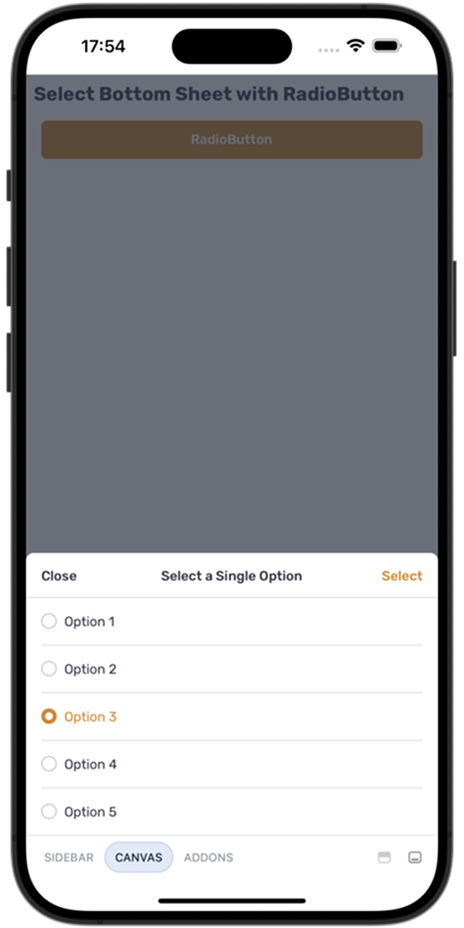 17:54
Select Bottom Sheet with RadioButton
RadioButton
Close Select a Single Option Select
Option 1
Option 2
Option 3
Option 4
Option 5
SIDEBAR CANVAS ADDONS